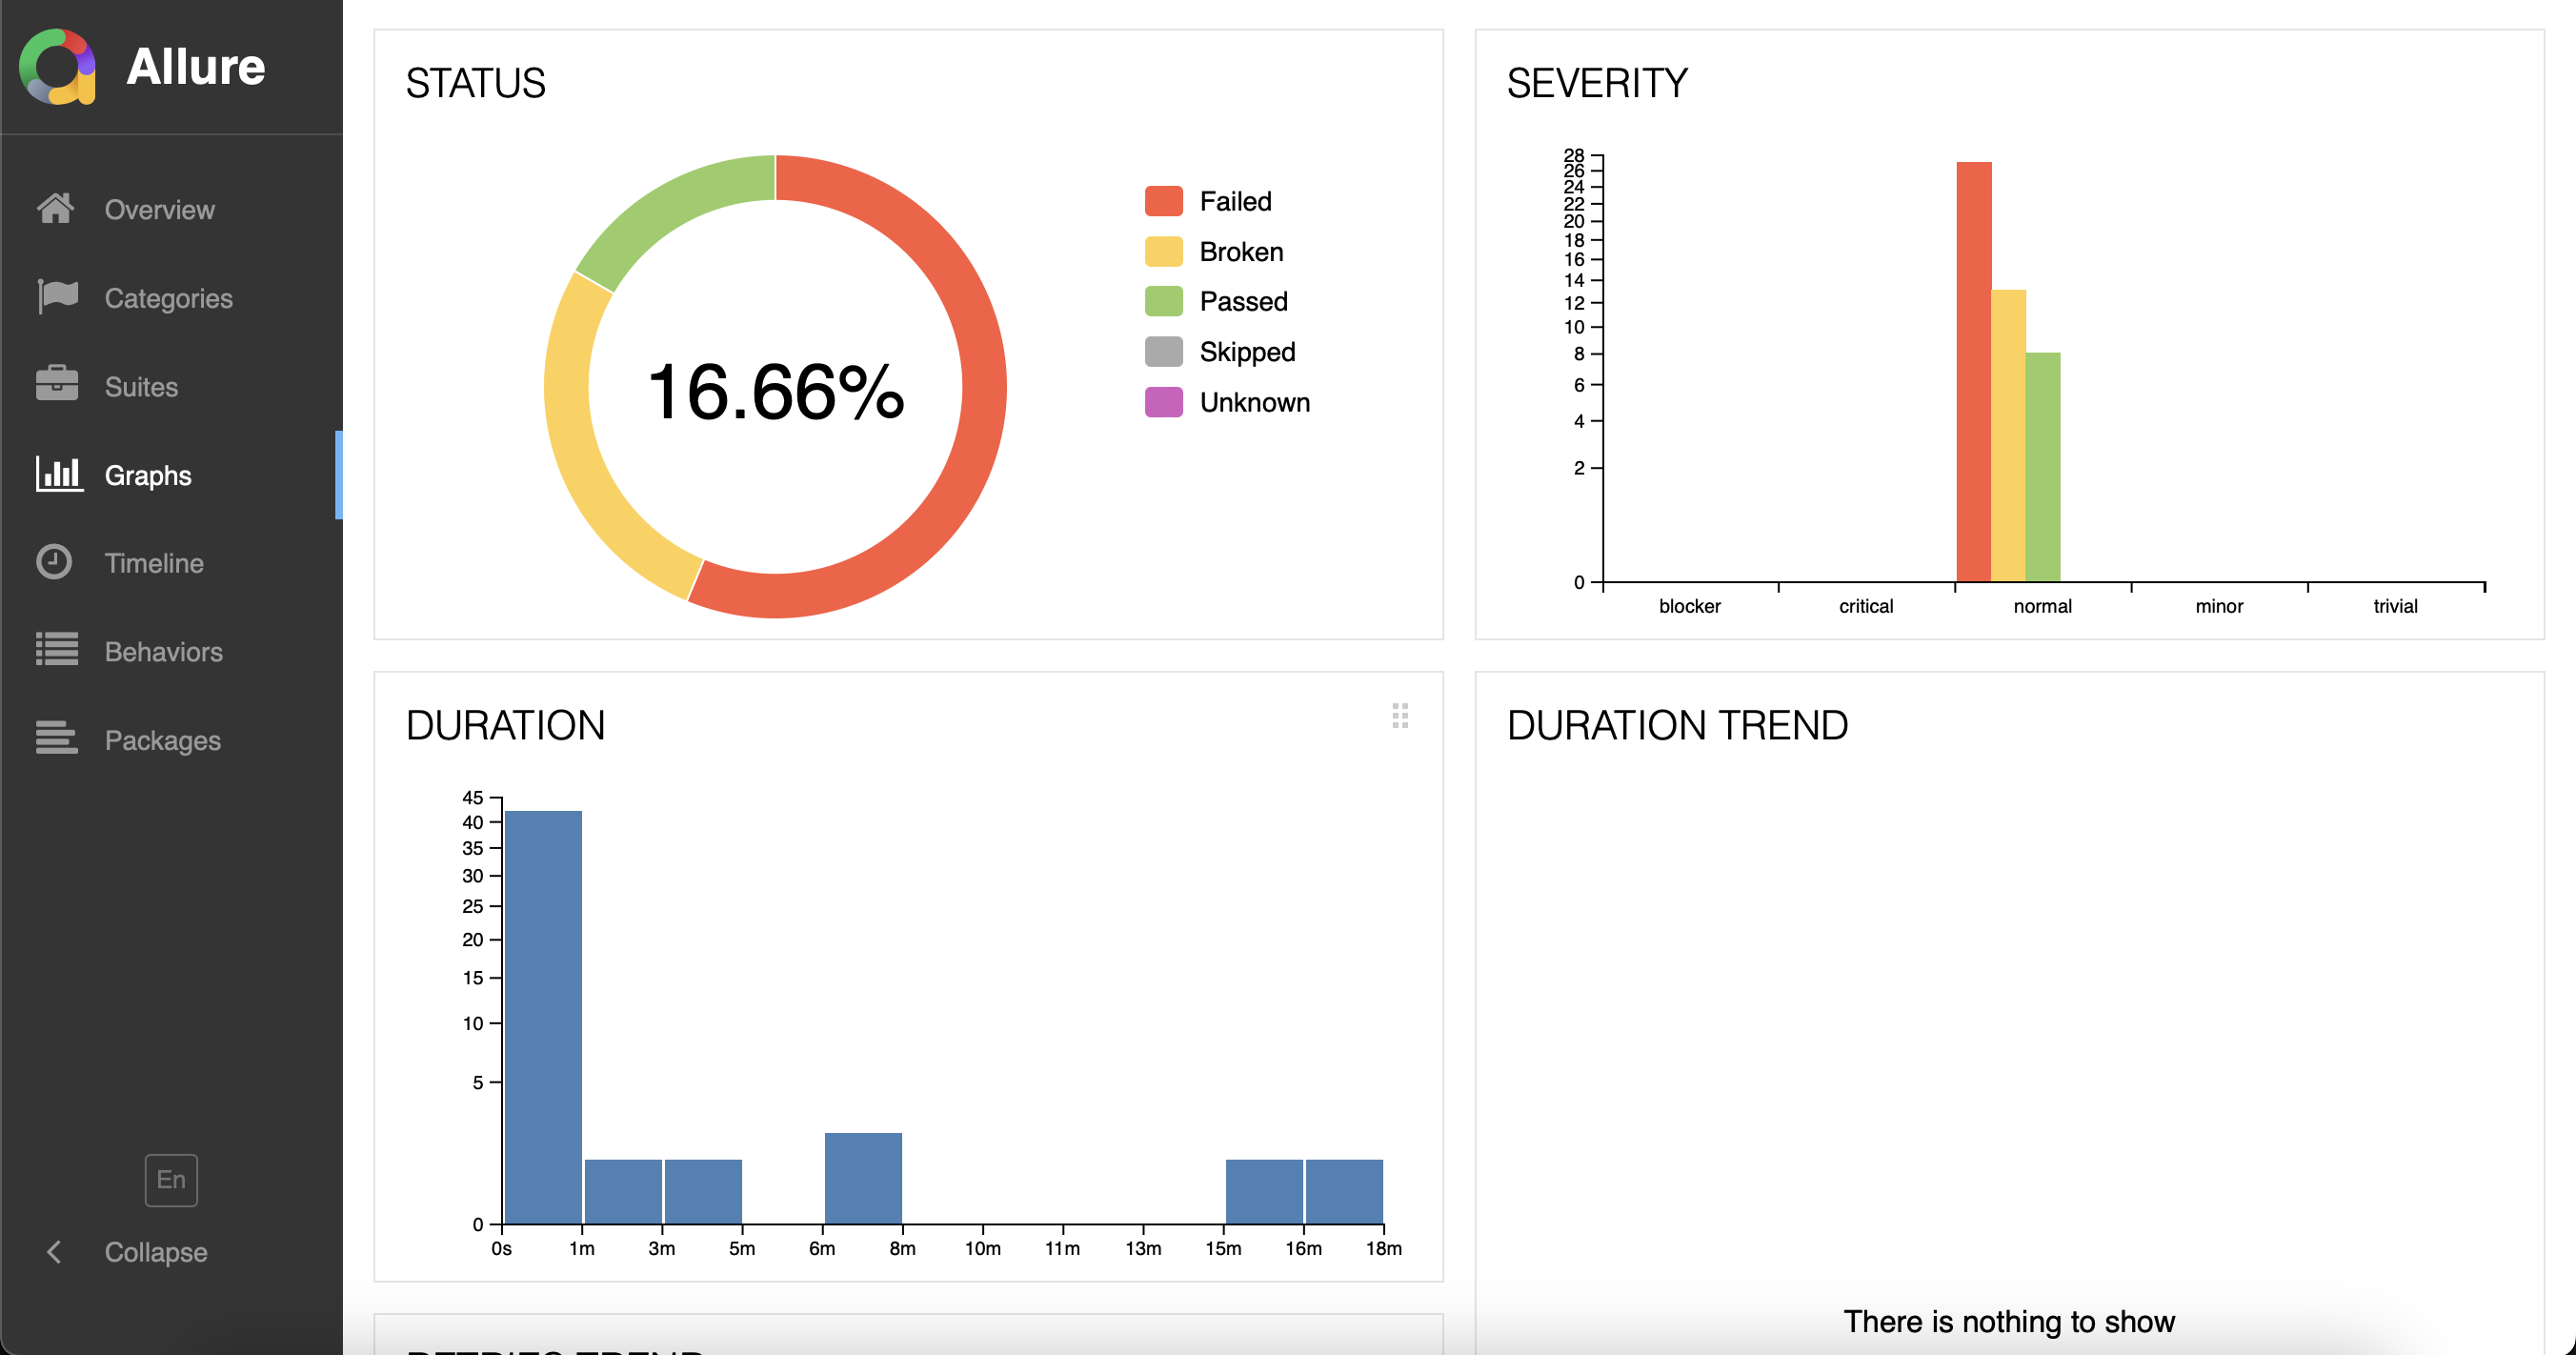 Allure
Overview
Categories
Suites
Graphs
Timeline
Behaviors
Packages
En
Collapse
STATUS
16.66%
Failed
Broken
Passed
Skipped
Unknown
SEVERITY
28
26
24
22
20
18
16
14
12
10
8
6
4
2
0
blocker critical normal minor trivial
DURATION
45
40
35
30
25
20
15
10
5
0
0s 1m 3m 5m 6m 8m 10m 11m 13m 15m 16m 18m
DURATION TREND
There is nothing to show
RETRIES TREND